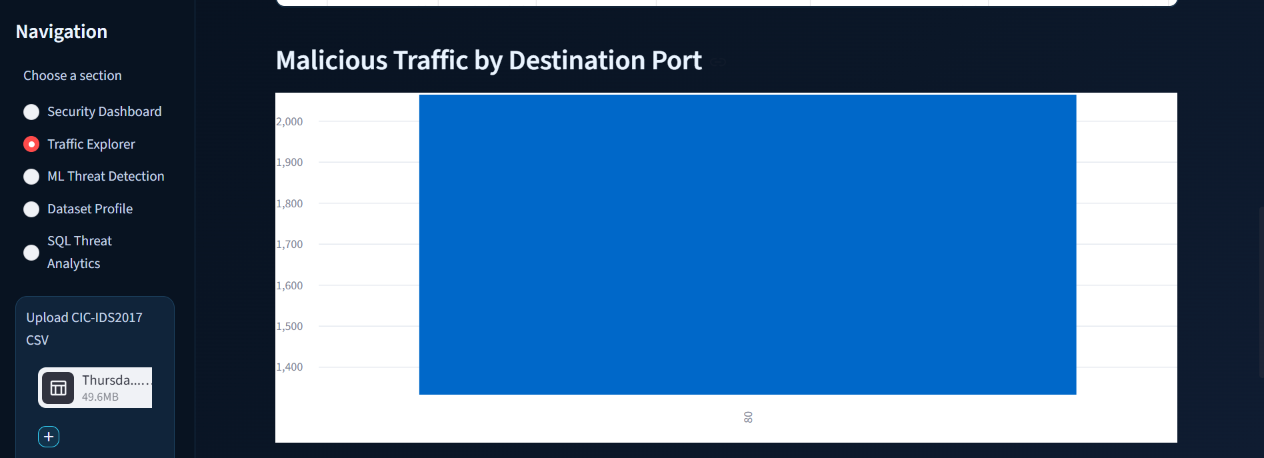 Navigation
Choose a section
Security Dashboard
Traffic Explorer
ML Threat Detection
Dataset Profile
SQL Threat
Analytics
Upload CIC-IDS2017
CSV
Thursda......
49.6MB
Malicious Traffic by Destination Port
2,000
1,900
1,800
1,700
1,600
1,500
1,400
80